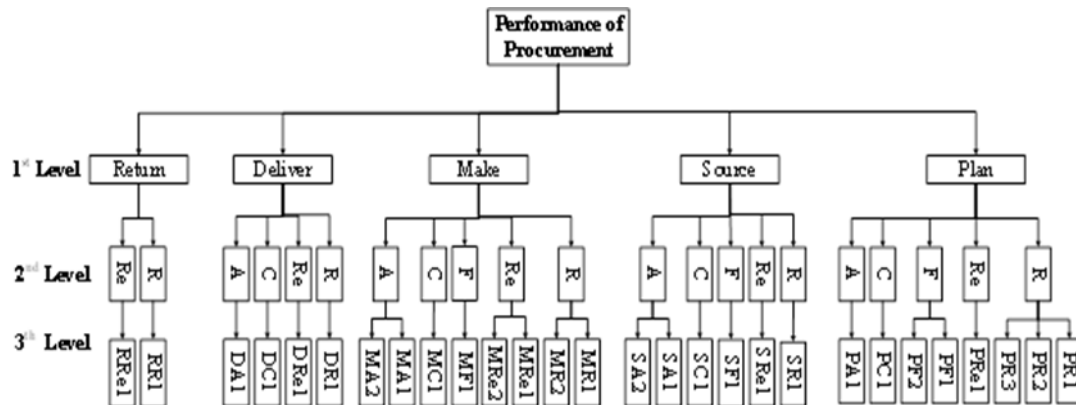 Performance of
Procurement
1st Level
Return
Deliver
Make
Source
Plan
2nd Level
Re
R
A
C
Re
R
A
C
F
Re
R
A
C
F
Re
R
A
C
F
Re
R
3th Level
RRe1
RR1
DA1
DC1
DRe1
DR1
MA2
MA1
MC1
MF1
MRe2
MRe1
MR2
MR1
SA2
SA1
SC1
SF1
SRe1
SR1
PA1
PC1
PF2
PF1
PRe1
PR3
PR2
PR1